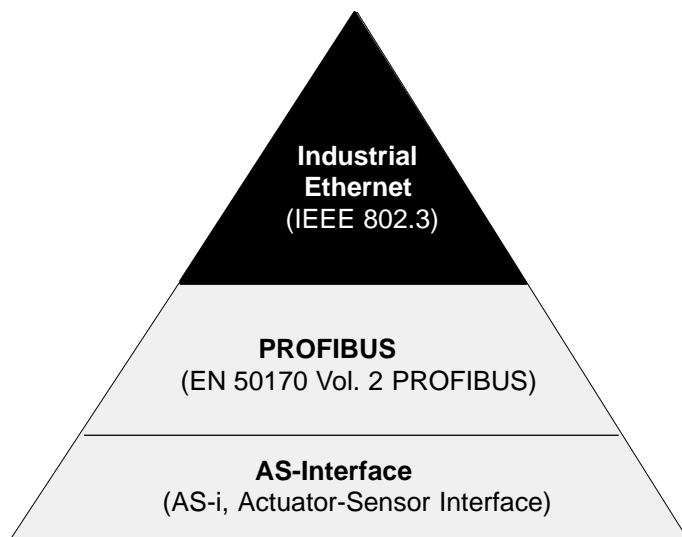 Industrial
Ethernet
(IEEE 802.3)
PROFIBUS
(EN 50170 Vol. 2 PROFIBUS)
AS-Interface
(AS-i, Actuator-Sensor Interface)